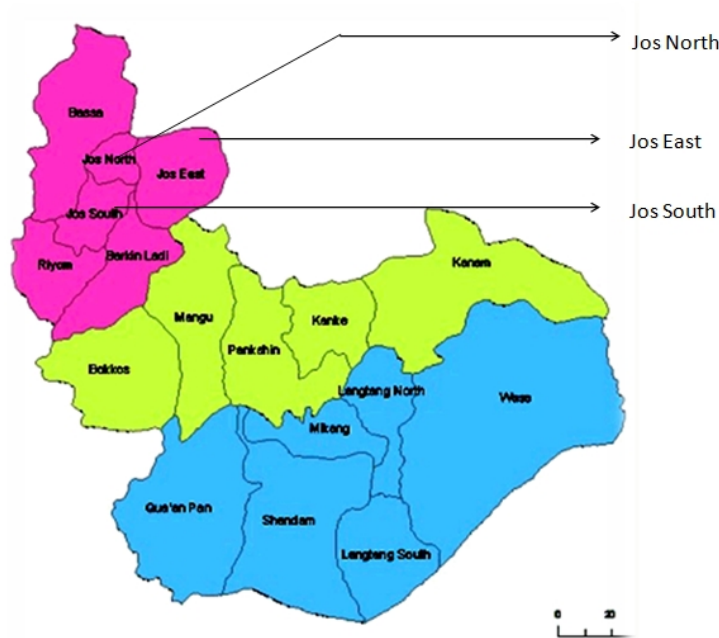 Jos North
Bassa
Jos East
Jos North
Jos East
Jos South
Jos South
Riyom
Barkin Ladi
Kanam
Mangu
Kanke
Pankshin
Bokkos
Langtang North
Wase
Mikang
Qua'an Pan
Shendam
Langtang South
0 20